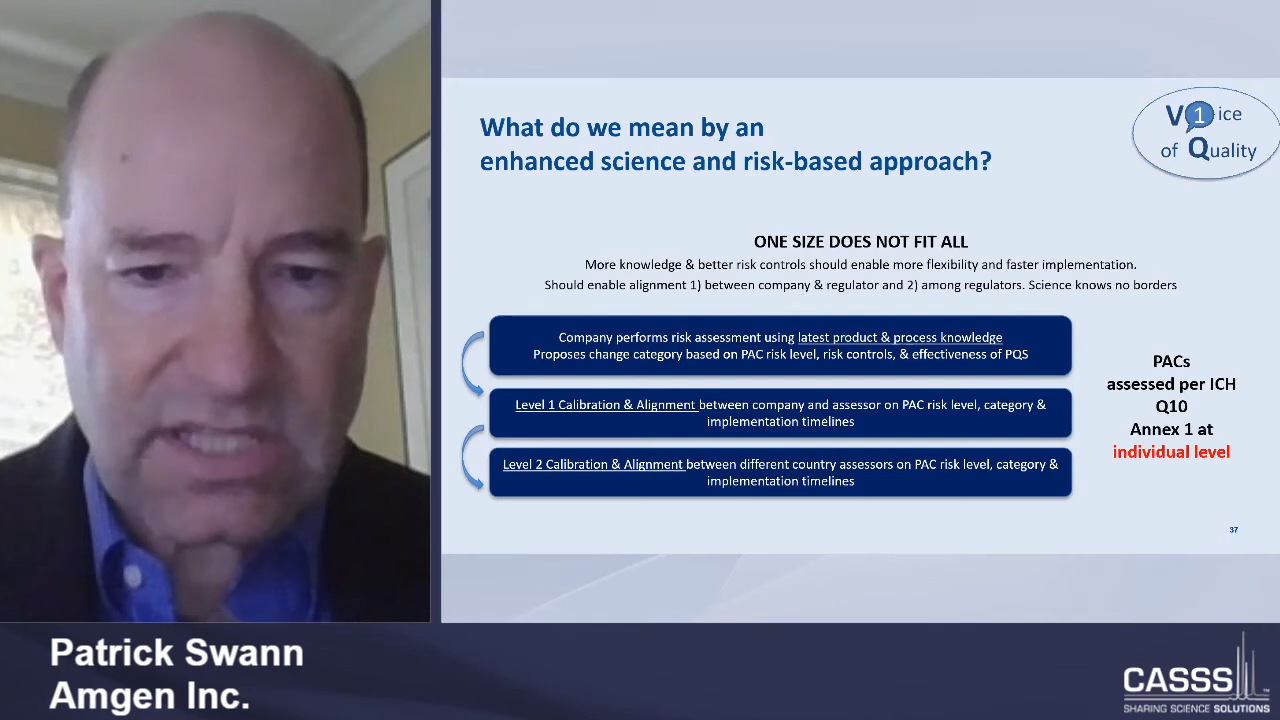 What do we mean by an
enhanced science and risk-based approach?
V1ice
of Quality
ONE SIZE DOES NOT FIT ALL
More knowledge & better risk controls should enable more flexibility and faster implementation.
Should enable alignment 1) between company & regulator and 2) among regulators. Science knows no borders
Company performs risk assessment using latest product & process knowledge
Proposes change category based on PAC risk level, risk controls, & effectiveness of PQS
Level 1 Calibration & Alignment between company and assessor on PAC risk level, category &
implementation timelines
Level 2 Calibration & Alignment between different country assessors on PAC risk level, category &
implementation timelines
PACs
assessed per ICH
Q10
Annex 1 at
individual level
37
Patrick Swann
Amgen Inc.
CASSS
SHARING SCIENCE SOLUTIONS